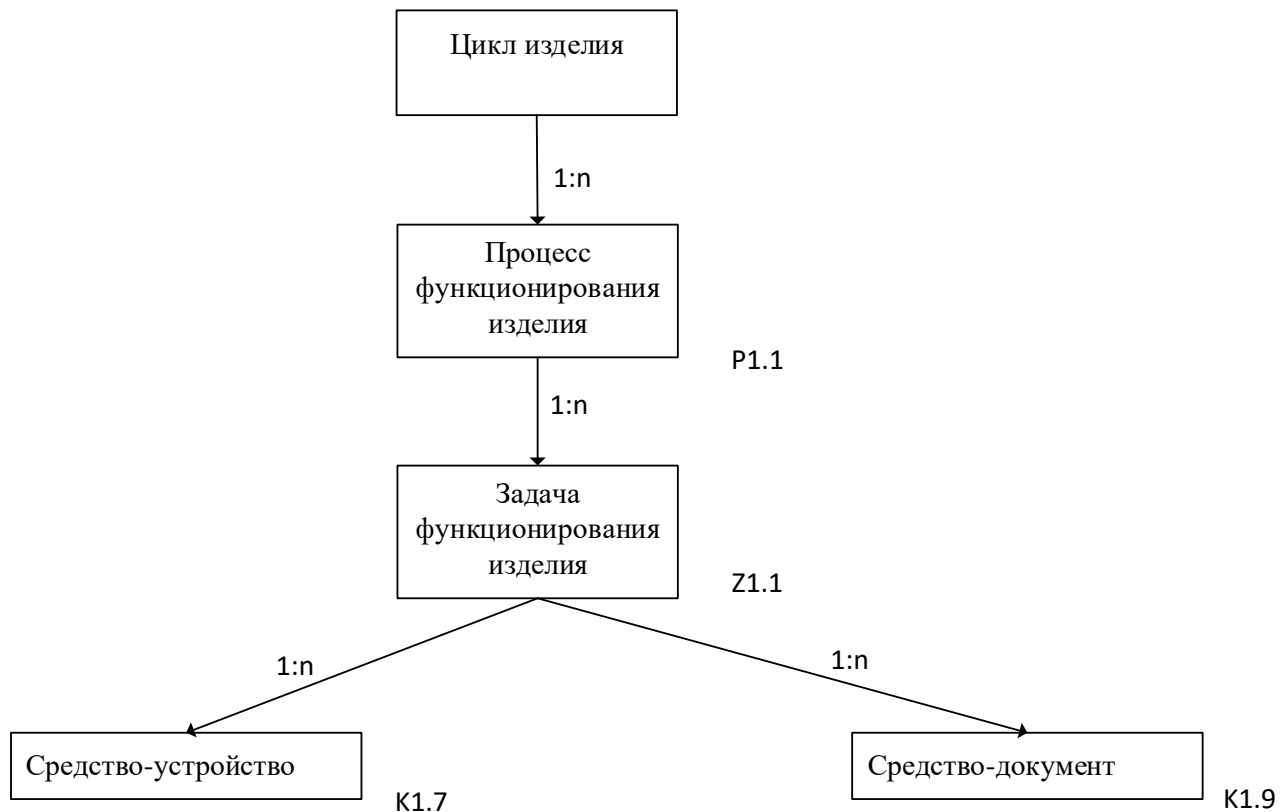 Цикл изделия
1:n
Процесс
функционирования
изделия
P1.1
1:n
Задача
функционирования
изделия
Z1.1
1:n
1:n
Средство-устройство
K1.7
Средство-документ
K1.9